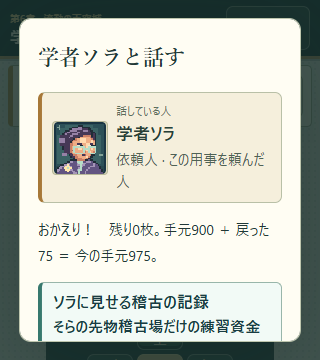 学者ソラと話す
話している人
学者ソラ
依頼人・この用事を頼んだ
人
おかえり！　残り0枚。手元900 ＋ 戻った
75 ＝ 今の手元975。
ソラに見せる稽古の記録
そらの先物稽古場だけの練習資金